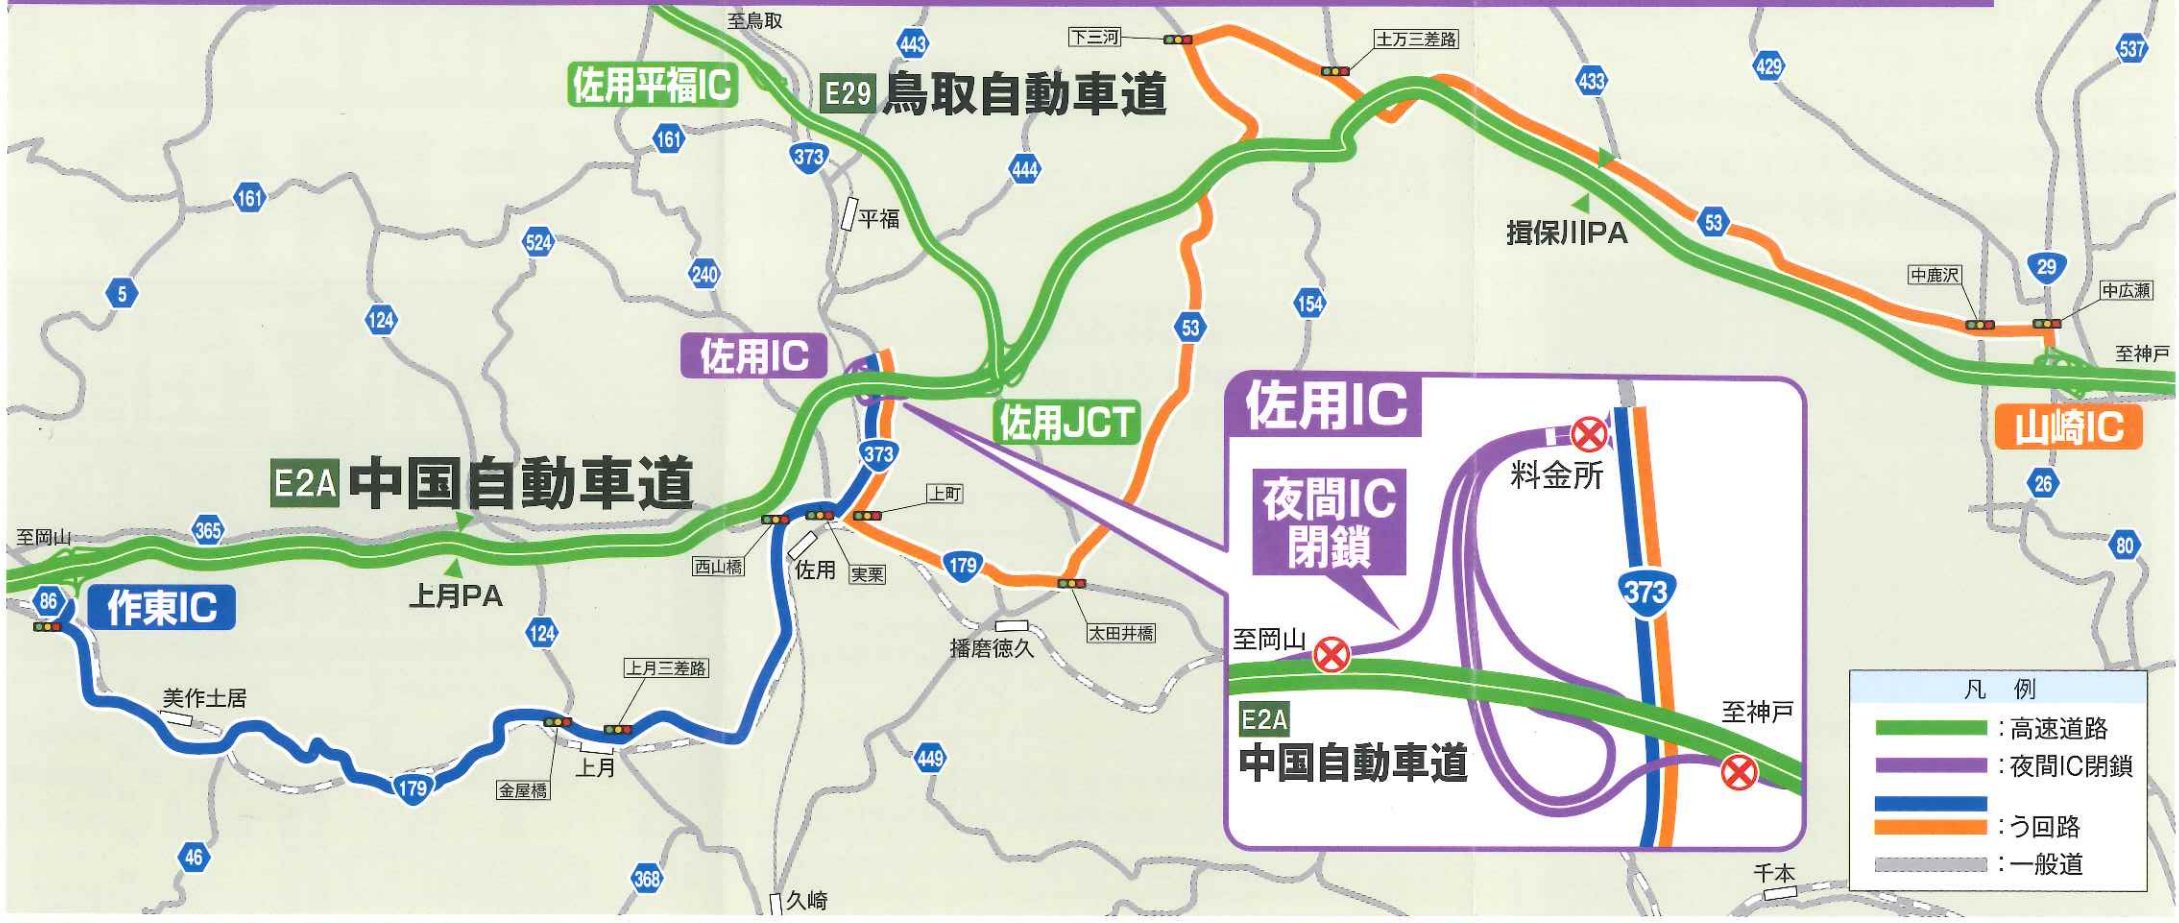 至鳥取
443
下三河
土万三差路
433
429
537
佐用平福IC
E29 鳥取自動車道
161
373
444
161
平福
524
240
5
124
154
53
揖保川PA
53
中鹿沢
29
中広瀬
至神戸
佐用IC
佐用JCT
山崎IC
26
80
E2A 中国自動車道
373
上町
至岡山
365
西山橋
佐用
実栗
179
太田井橋
播磨徳久
上月PA
86
作東IC
124
上月三差路
美作土居
179
金屋橋
上月
449
46
368
久崎
千本
佐用IC
料金所
夜間IC
閉鎖
373
至岡山
E2A
中国自動車道
至神戸
凡 例
：高速道路
：夜間IC閉鎖
：う回路
：一般道